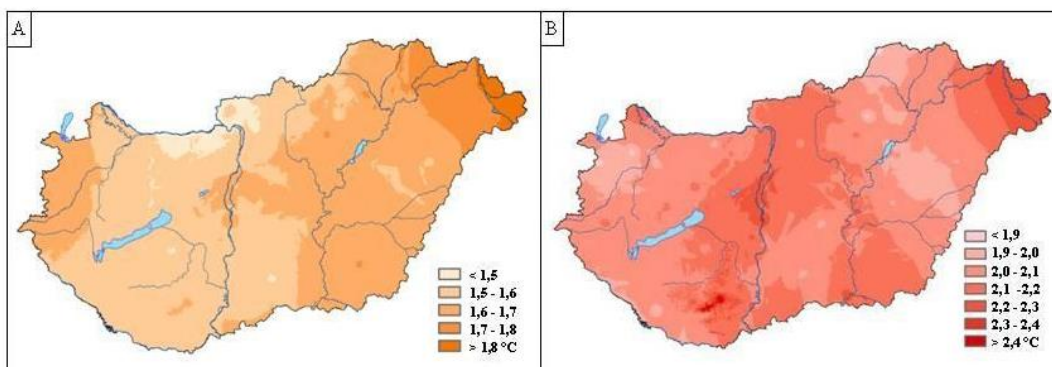 A
< 1,5
1,5 - 1,6
1,6 - 1,7
1,7 - 1,8
> 1,8 °C
B
< 1,9
1,9 - 2,0
2,0 - 2,1
2,1 - 2,2
2,2 - 2,3
2,3 - 2,4
> 2,4 °C